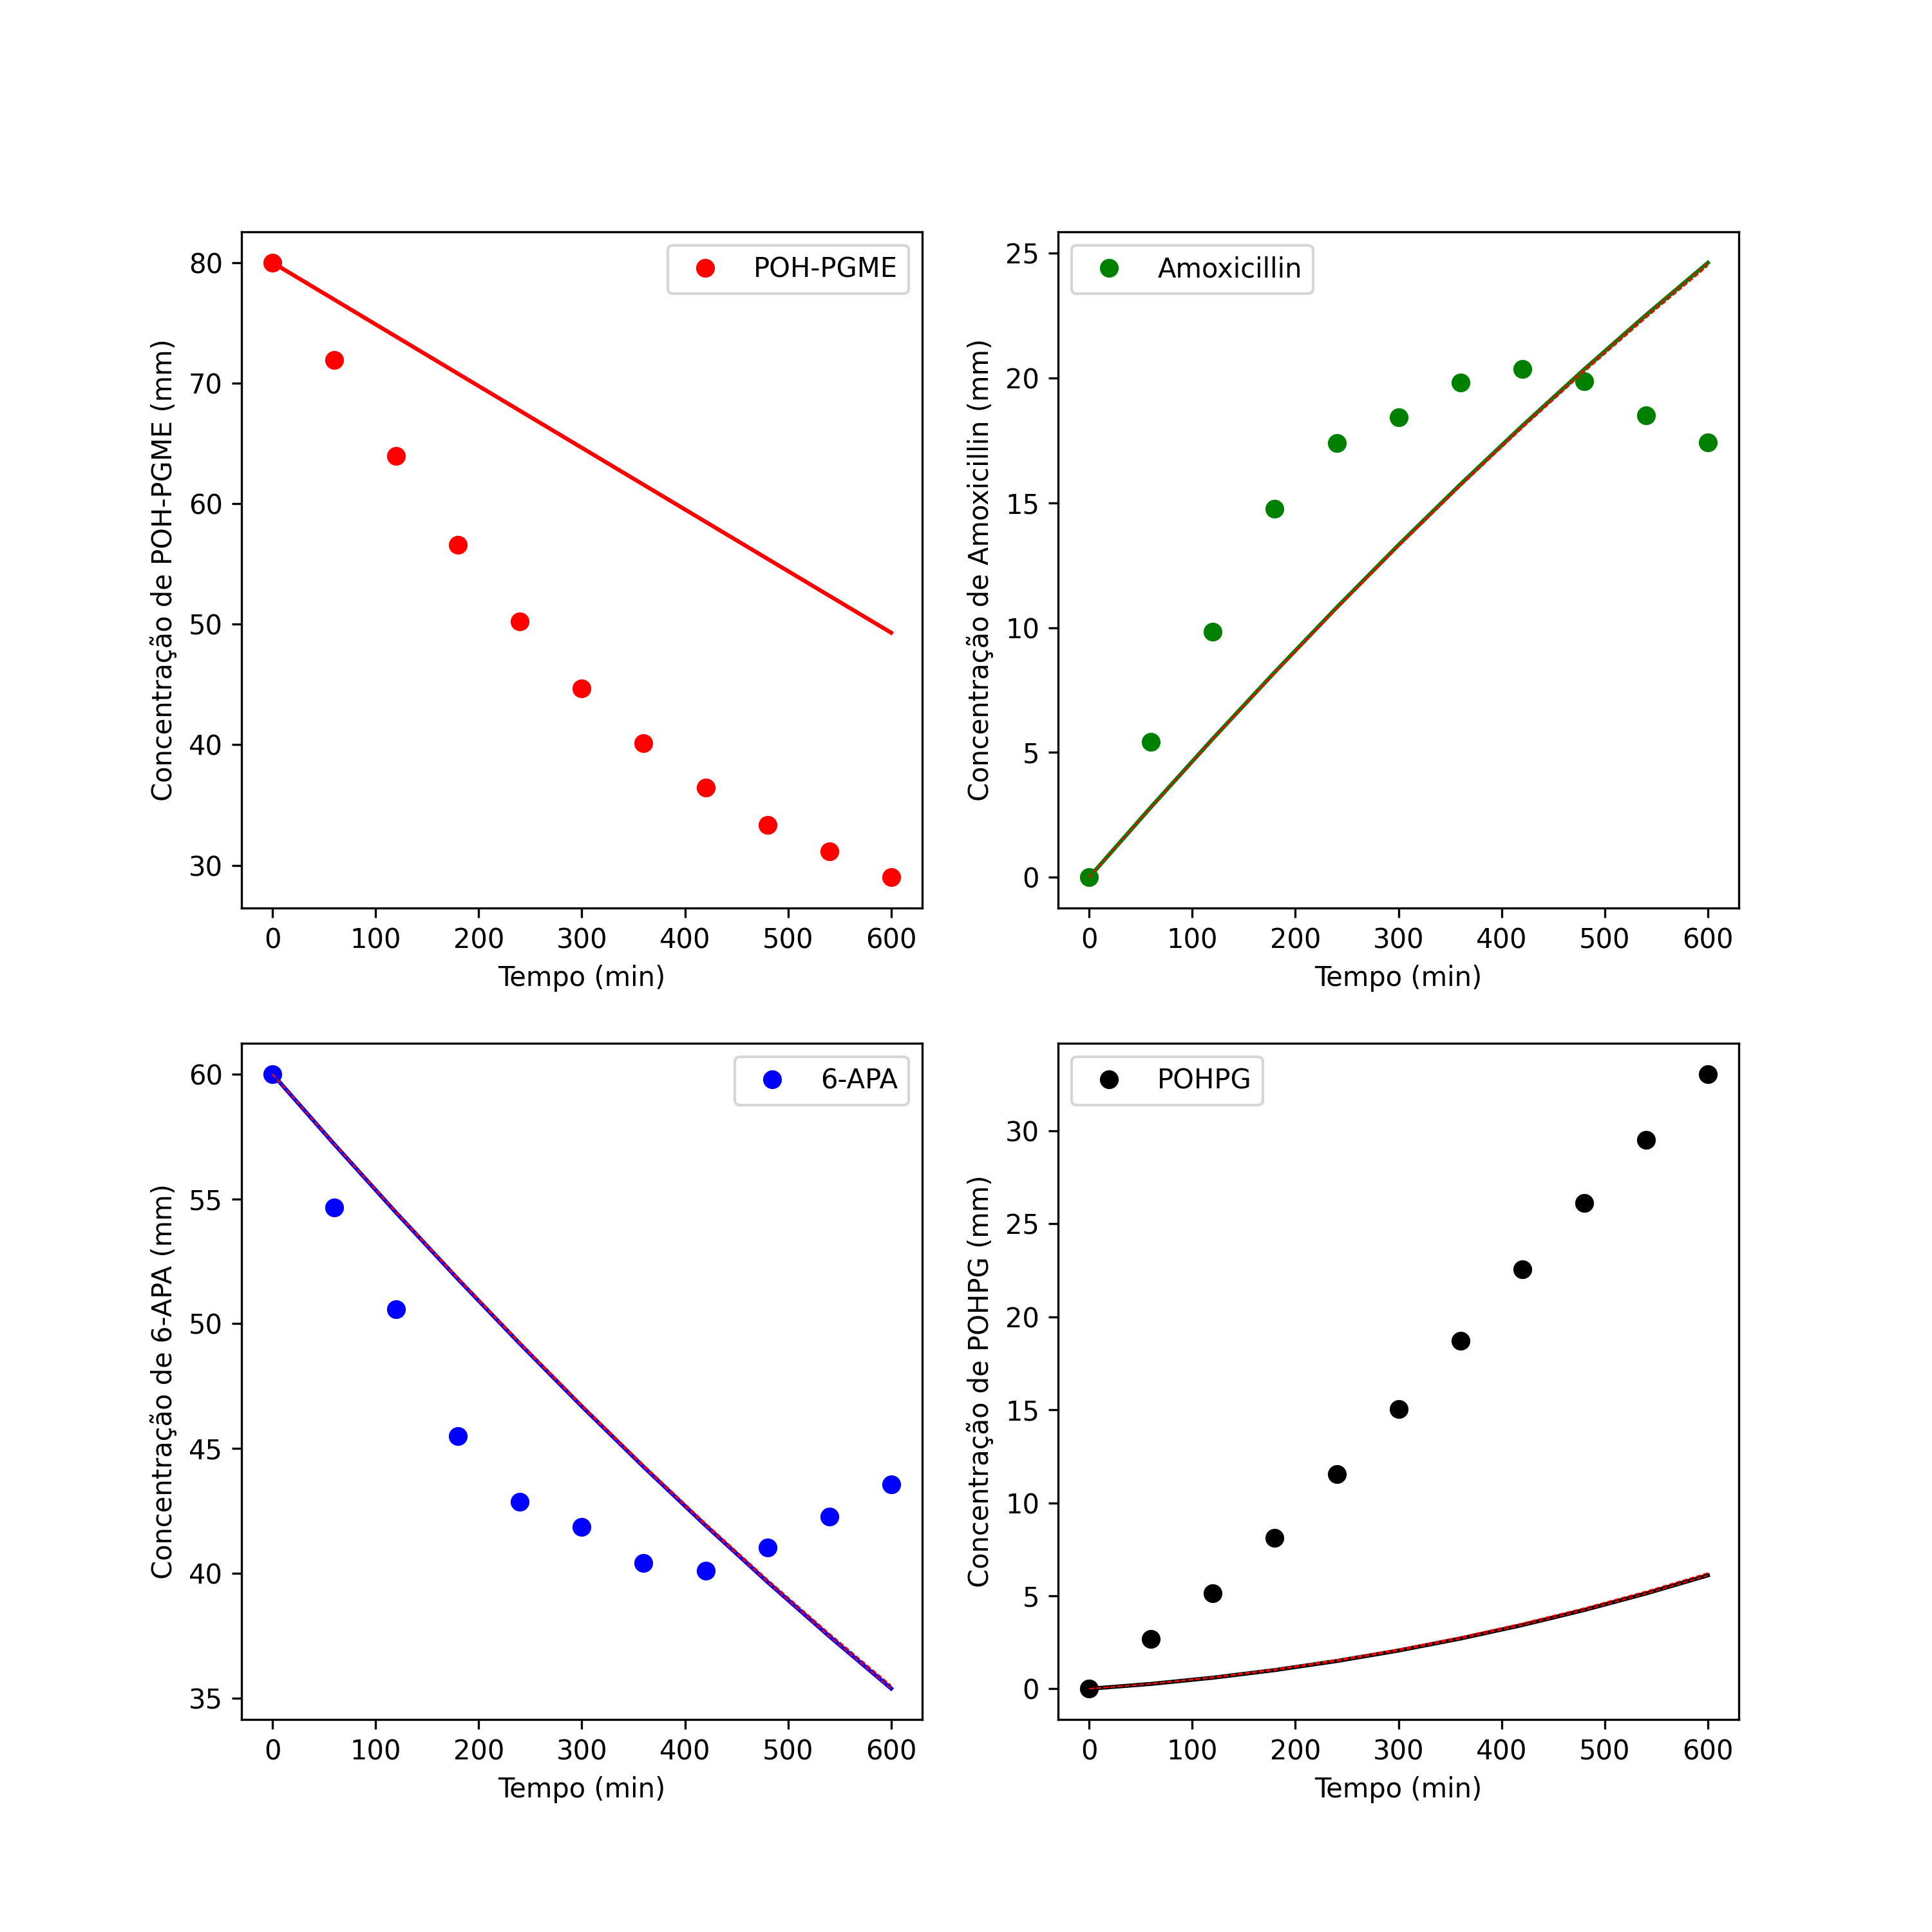 POH-PGME
Concentração de POH-PGME (mm)
80
70
60
50
40
30
0 100 200 300 400 500 600
Tempo (min)
Amoxicillin
Concentração de Amoxicillin (mm)
25
20
15
10
5
0
0 100 200 300 400 500 600
Tempo (min)
6-APA
Concentração de 6-APA (mm)
60
55
50
45
40
35
0 100 200 300 400 500 600
Tempo (min)
POHPG
Concentração de POHPG (mm)
30
25
20
15
10
5
0
0 100 200 300 400 500 600
Tempo (min)